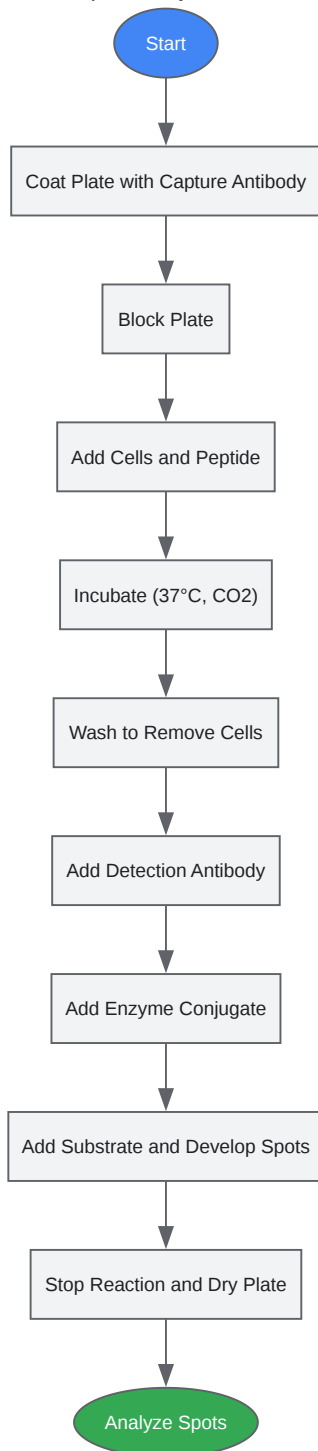 Start
Coat Plate with Capture Antibody
Block Plate
Add Cells and Peptide
Incubate (37°C, CO2)
Wash to Remove Cells
Add Detection Antibody
Add Enzyme Conjugate
Add Substrate and Develop Spots
Stop Reaction and Dry Plate
Analyze Spots